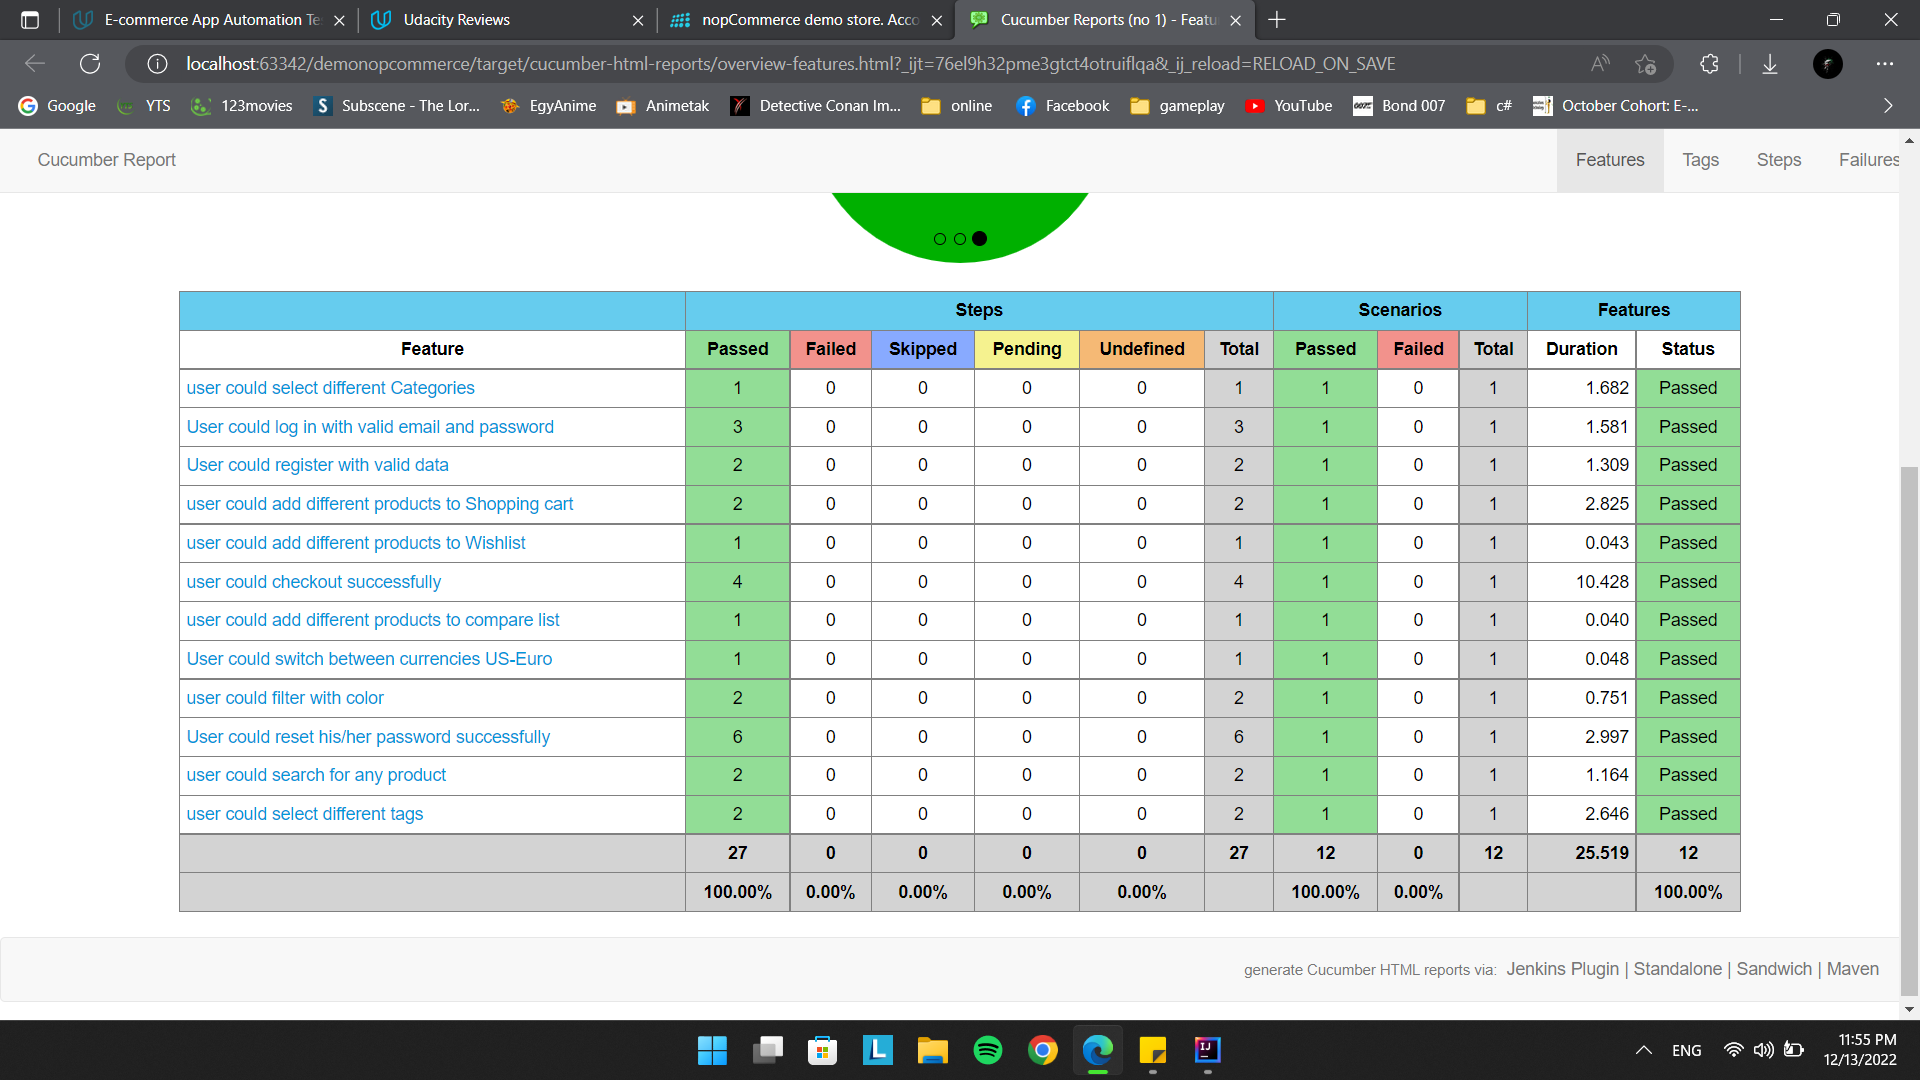 E-commerce App Automation Te
Udacity Reviews
nopCommerce demo store. Acco
Cucumber Reports (no 1) - Featu
localhost:63342/demonopcommerce/target/cucumber-html-reports/overview-features.html?_ijt=76el9h32pme3gtct4otruiflqa&_ij_reload=RELOAD_ON_SAVE
Google YTS 123movies Subscene - The Lor... EgyAnime Animetak Detective Conan Im... online Facebook gameplay YouTube Bond 007 c# October Cohort: E-...
Cucumber Report Features Tags Steps Failures
Steps Scenarios Features
Feature Passed Failed Skipped Pending Undefined Total Passed Failed Total Duration Status
user could select different Categories 1 0 0 0 0 1 1 0 1 1.682 Passed
User could log in with valid email and password 3 0 0 0 0 3 1 0 1 1.581 Passed
User could register with valid data 2 0 0 0 0 2 1 0 1 1.309 Passed
user could add different products to Shopping cart 2 0 0 0 0 2 1 0 1 2.825 Passed
user could add different products to Wishlist 1 0 0 0 0 1 1 0 1 0.043 Passed
user could checkout successfully 4 0 0 0 0 4 1 0 1 10.428 Passed
user could add different products to compare list 1 0 0 0 0 1 1 0 1 0.040 Passed
User could switch between currencies US-Euro 1 0 0 0 0 1 1 0 1 0.048 Passed
user could filter with color 2 0 0 0 0 2 1 0 1 0.751 Passed
User could reset his/her password successfully 6 0 0 0 0 6 1 0 1 2.997 Passed
user could search for any product 2 0 0 0 0 2 1 0 1 1.164 Passed
user could select different tags 2 0 0 0 0 2 1 0 1 2.646 Passed
27 0 0 0 0 27 12 0 12 25.519 12
100.00% 0.00% 0.00% 0.00% 0.00% 100.00% 0.00% 100.00%
generate Cucumber HTML reports via: Jenkins Plugin | Standalone | Sandwich | Maven
ENG
11:55 PM
12/13/2022